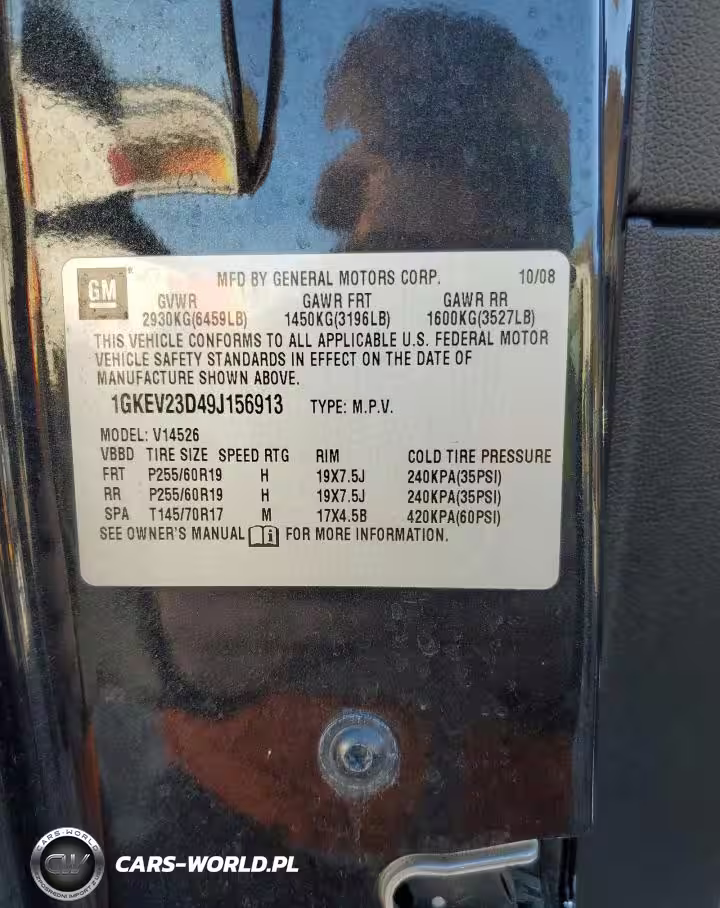 GM
MFD BY GENERAL MOTORS CORP. 10/08
GVWR GAWR FRT GAWR RR
2930KG(6459LB) 1450KG(3196LB) 1600KG(3527LB)
THIS VEHICLE CONFORMS TO ALL APPLICABLE U.S. FEDERAL MOTOR
VEHICLE SAFETY STANDARDS IN EFFECT ON THE DATE OF
MANUFACTURE SHOWN ABOVE.
1GKEV23D49J156913 TYPE: M.P.V.
MODEL: V14526
VBBD TIRE SIZE SPEED RTG RIM COLD TIRE PRESSURE
FRT P255/60R19 H 19X7.5J 240KPA(35PSI)
RR P255/60R19 H 19X7.5J 240KPA(35PSI)
SPA T145/70R17 M 17X4.5B 420KPA(60PSI)
SEE OWNER'S MANUAL i FOR MORE INFORMATION.
CARS-WORLD
CW
CARS-WORLD.PL